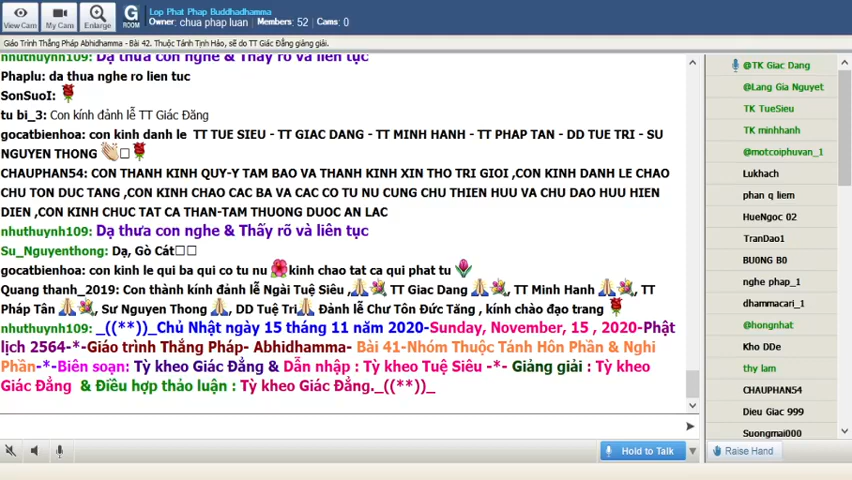 View Cam
My Cam
Enlarge
G ROOM
Lop Phat Phap Buddhadhamma
Owner: chua phap luan Members: 52 Cams: 0
Giáo Trình Thắng Pháp Abhidhamma - Bài 42. Thuộc Tánh Tịnh Hảo, sẽ do TT Giác Đẳng giảng giải.
nhuthuynh109: Dạ thưa con nghe & Thấy rõ và liên tục
Phaplu: da thua nghe ro lien tuc
SonSuoI:
tu bi_3: Con kính đảnh lễ TT Giác Đăng
gocatbienhoa: con kinh danh le TT TUE SIEU - TT GIAC DANG - TT MINH HANH - TT PHAP TAN - DD TUE TRI - SU
NGUYEN THONG
CHAUPHAN54: CON THANH KINH QUY-Y TAM BAO VA THANH KINH XIN THO TRI GIOI ,CON KINH DANH LE CHAO
CHU TON DUC TANG ,CON KINH CHAO CAC BA VA CAC CO TU NU CUNG CHU THIEN HUU VA CHU DAO HUU HIEN
DIEN ,CON KINH CHUC TAT CA THAN-TAM THUONG DUOC AN LAC
nhuthuynh109: Dạ thưa con nghe & Thấy rõ và liên tục
Su_Nguyenthong: Dạ, Gò Cát
gocatbienhoa: con kinh le qui ba qui co tu nu kinh chao tat ca qui phat tu
Quang thanh_2019: Con thành kính đảnh lễ Ngài Tuệ Siêu , TT Giac Dang , TT Minh Hanh , TT
Pháp Tân , Sư Nguyen Thong , DD Tuệ Tri Đảnh lễ Chư Tôn Đức Tăng , kính chào đạo trang
nhuthuynh109: _((**))_Chủ Nhật ngày 15 tháng 11 năm 2020-Sunday, November, 15 , 2020-Phật
lịch 2564-*-Giáo trình Thắng Pháp- Abhidhamma- Bài 41-Nhóm Thuộc Tánh Hôn Phần & Nghi
Phần-*-Biên soạn: Tỳ kheo Giác Đẳng & Dẫn nhập : Tỳ kheo Tuệ Siêu -*- Giảng giải : Tỳ kheo
Giác Đẳng & Điều hợp thảo luận : Tỳ kheo Giác Đẳng._((**))_
@TK Giac Dang
@Lang Gia Nguyet
TK TueSieu
TK minhhanh
@motcoiphuvan_1
Lukhach
phan q liem
HueNgoc 02
TranDao1
BU0NG B0
nghe phap_1
dhammacari_1
@hongnhat
Kho DDe
thy lam
CHAUPHAN54
Dieu Giac 999
Suongmai000
Hold to Talk
Raise Hand